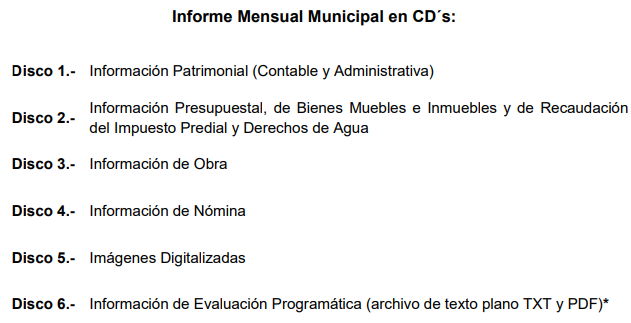 Informe Mensual Municipal en CD´s:
Disco 1.- Información Patrimonial (Contable y Administrativa)
Disco 2.- Información Presupuestal, de Bienes Muebles e Inmuebles y de Recaudación
del Impuesto Predial y Derechos de Agua
Disco 3.- Información de Obra
Disco 4.- Información de Nómina
Disco 5.- Imágenes Digitalizadas
Disco 6.- Información de Evaluación Programática (archivo de texto plano TXT y PDF)*